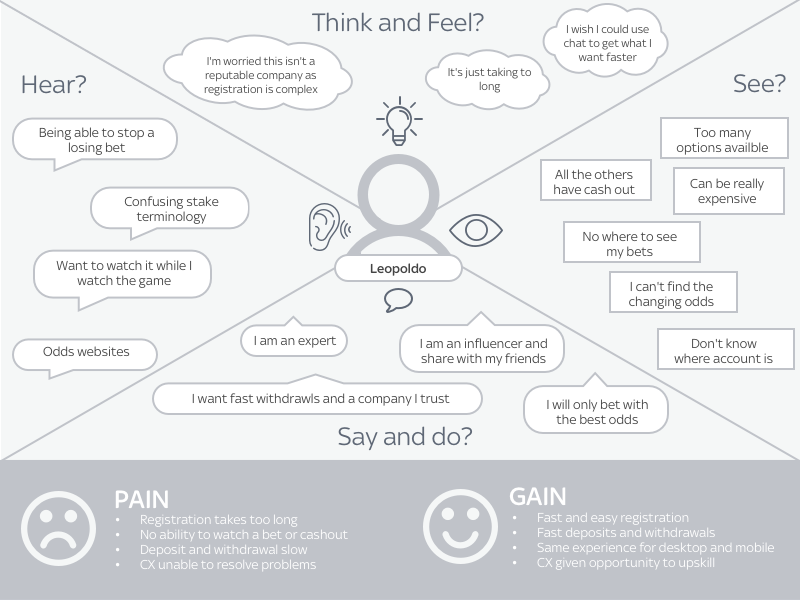 Think and Feel?
I'm worried this isn't a
reputable company as
registration is complex
It's just taking to
long
I wish I could use
chat to get what I
want faster
Hear?
Being able to stop a
losing bet
Confusing stake
terminology
Want to watch it while I
watch the game
Odds websites
See?
Too many
options availble
All the others
have cash out
Can be really
expensive
No where to see
my bets
I can't find the
changing odds
Don't know
where account is
Leopoldo
I am an expert
I am an influencer and
share with my friends
I want fast withdrawls and a company I trust
I will only bet with
the best odds
Say and do?
PAIN
• Registration takes too long
• No ability to watch a bet or cashout
• Deposit and withdrawal slow
• CX unable to resolve problems
GAIN
• Fast and easy registration
• Fast deposits and withdrawals
• Same experience for desktop and mobile
• CX given opportunity to upskill